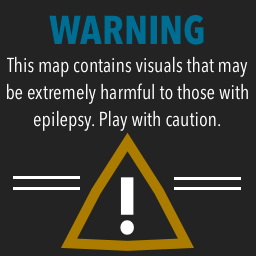 WARNING
This map contains visuals that may
be extremely harmful to those with
epilepsy. Play with caution.
!